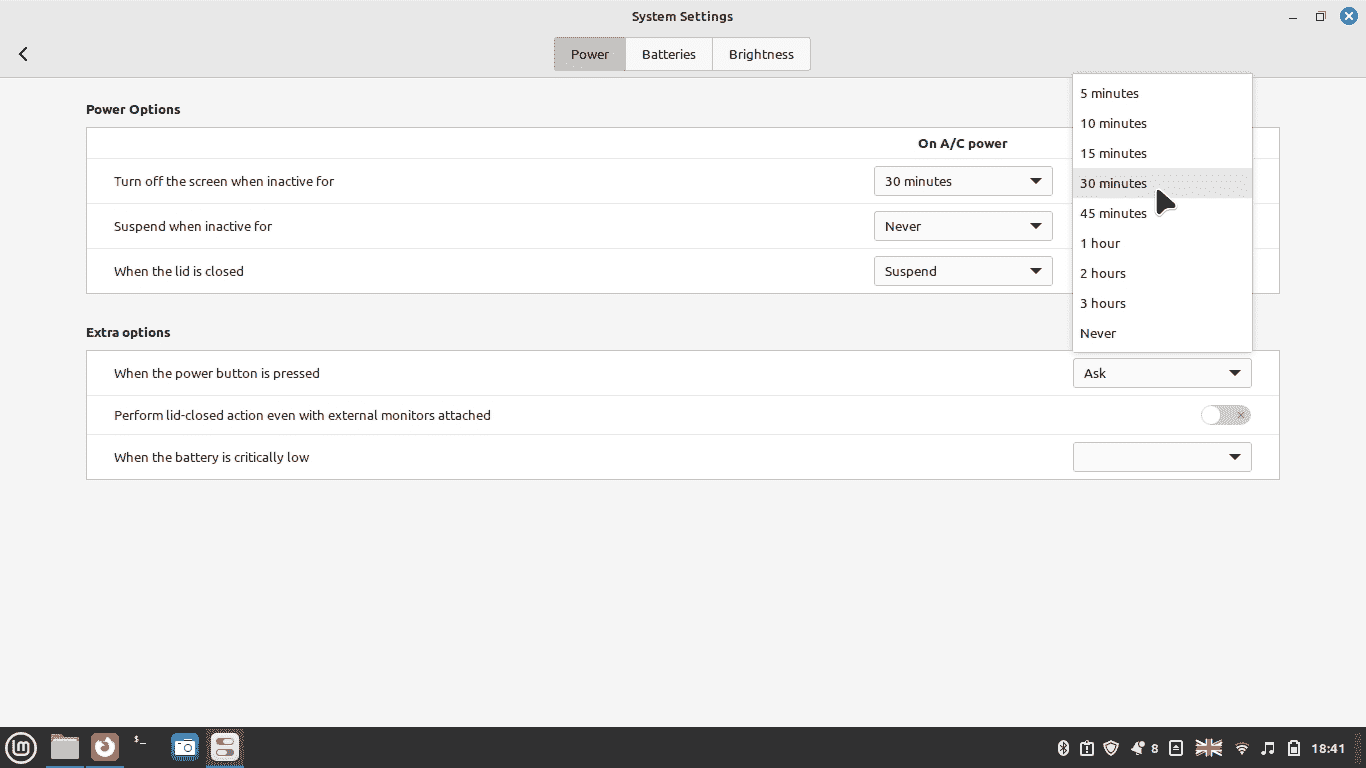 System Settings
Power
Batteries
Brightness
Power Options
On A/C power
Turn off the screen when inactive for
30 minutes
Suspend when inactive for
Never
When the lid is closed
Suspend
5 minutes
10 minutes
15 minutes
30 minutes
45 minutes
1 hour
2 hours
3 hours
Never
Extra options
When the power button is pressed
Ask
Perform lid-closed action even with external monitors attached
When the battery is critically low
$_
lm
8
18:41